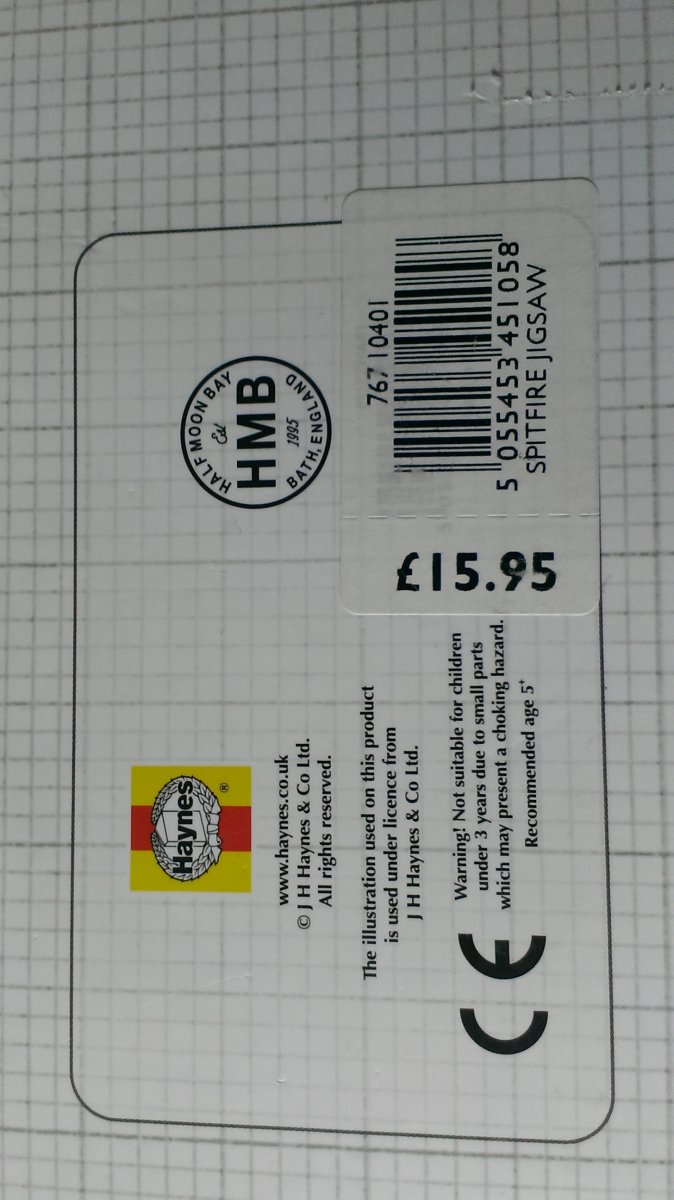 Haynes
®
www.haynes.co.uk
© J H Haynes & Co Ltd.
All rights reserved.
The illustration used on this product
is used under licence from
J H Haynes & Co Ltd.
CE
Warning! Not suitable for children
under 3 years due to small parts
which may present a choking hazard.
Recommended age 5+
HALF MOON BAY
Est
HMB
1995
BATH, ENGLAND
£15.95
767 10401
5 055453 451058
SPITFIRE JIGSAW